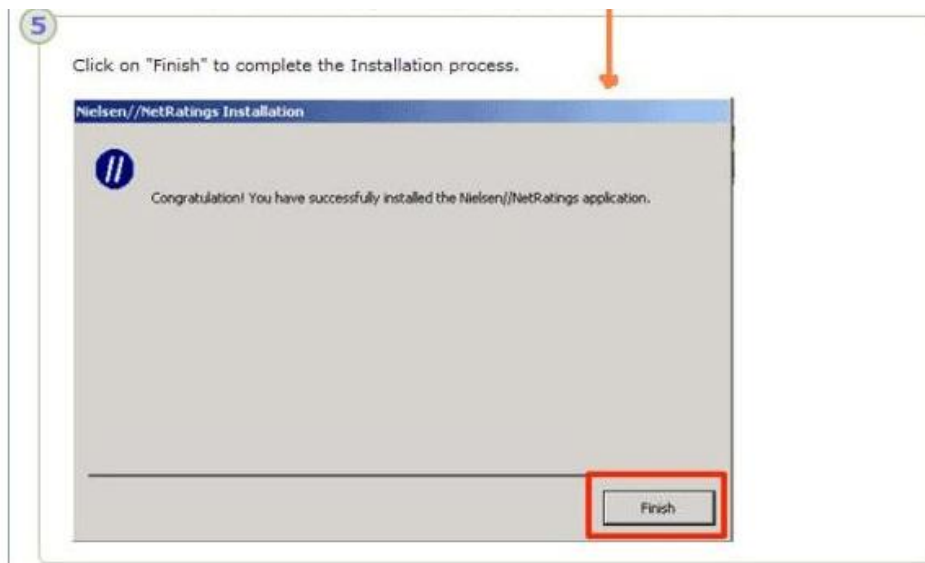 5
Click on "Finish" to complete the Installation process.
Nielsen//NetRatings Installation
//
Congratulation! You have successfully installed the Nielsen//NetRatings application.
Finish